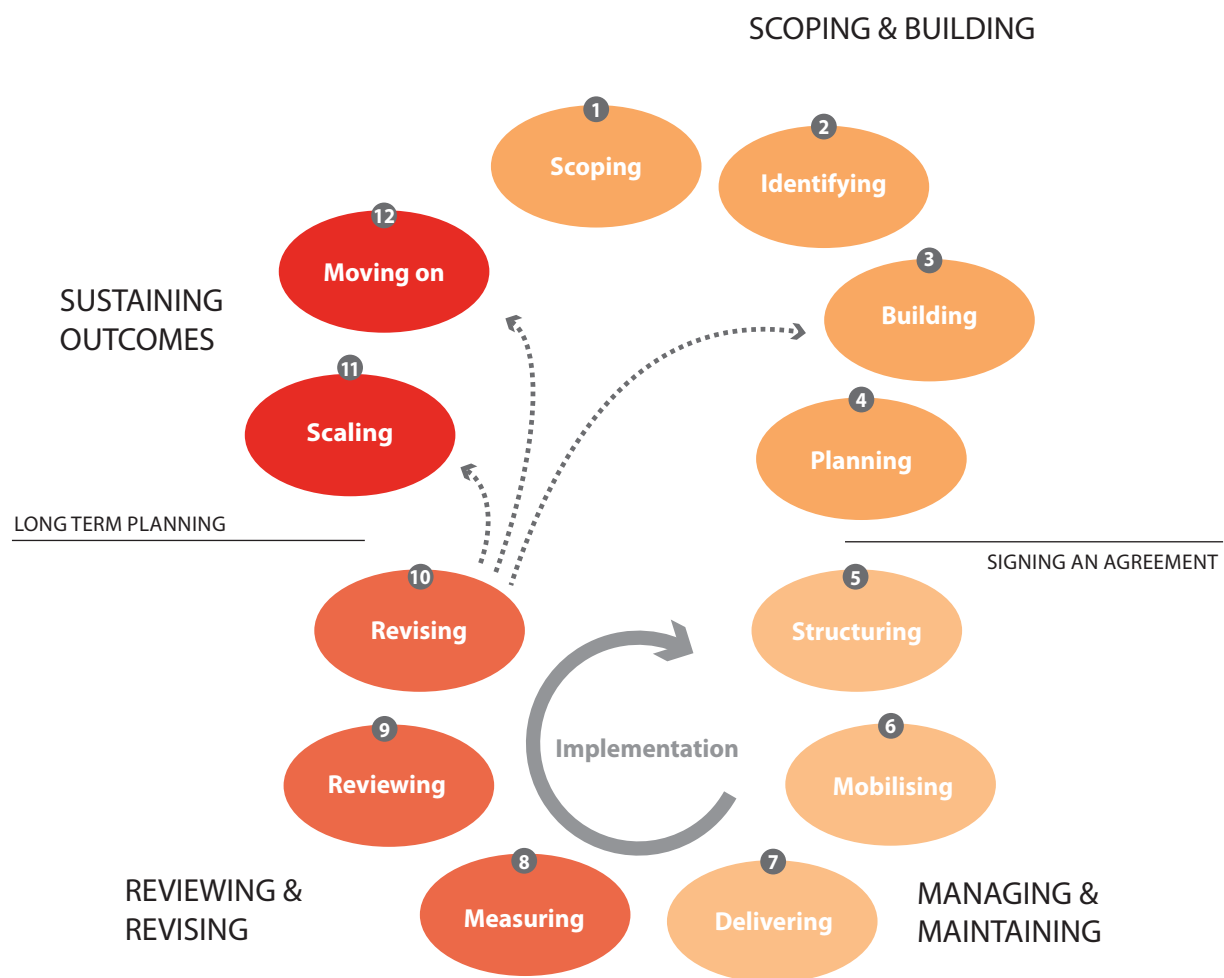 SCOPING & BUILDING
1
Scoping
2
Identifying
3
Building
4
Planning
SIGNING AN AGREEMENT
5
Structuring
6
Mobilising
7
Delivering
MANAGING &
MAINTAINING
8
Measuring
9
Reviewing
10
Revising
REVIEWING &
REVISING
Implementation
LONG TERM PLANNING
11
Scaling
12
Moving on
SUSTAINING
OUTCOMES